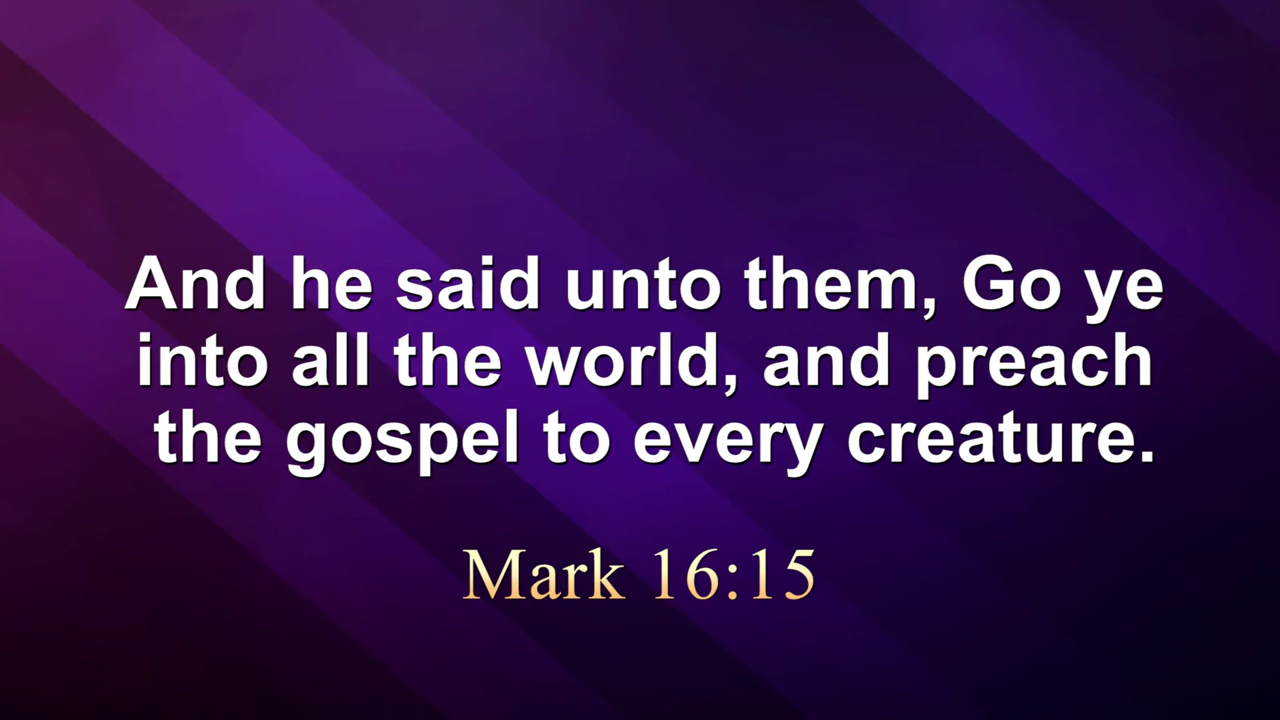 And he said unto them, Go ye
into all the world, and preach
the gospel to every creature.
Mark 16:15